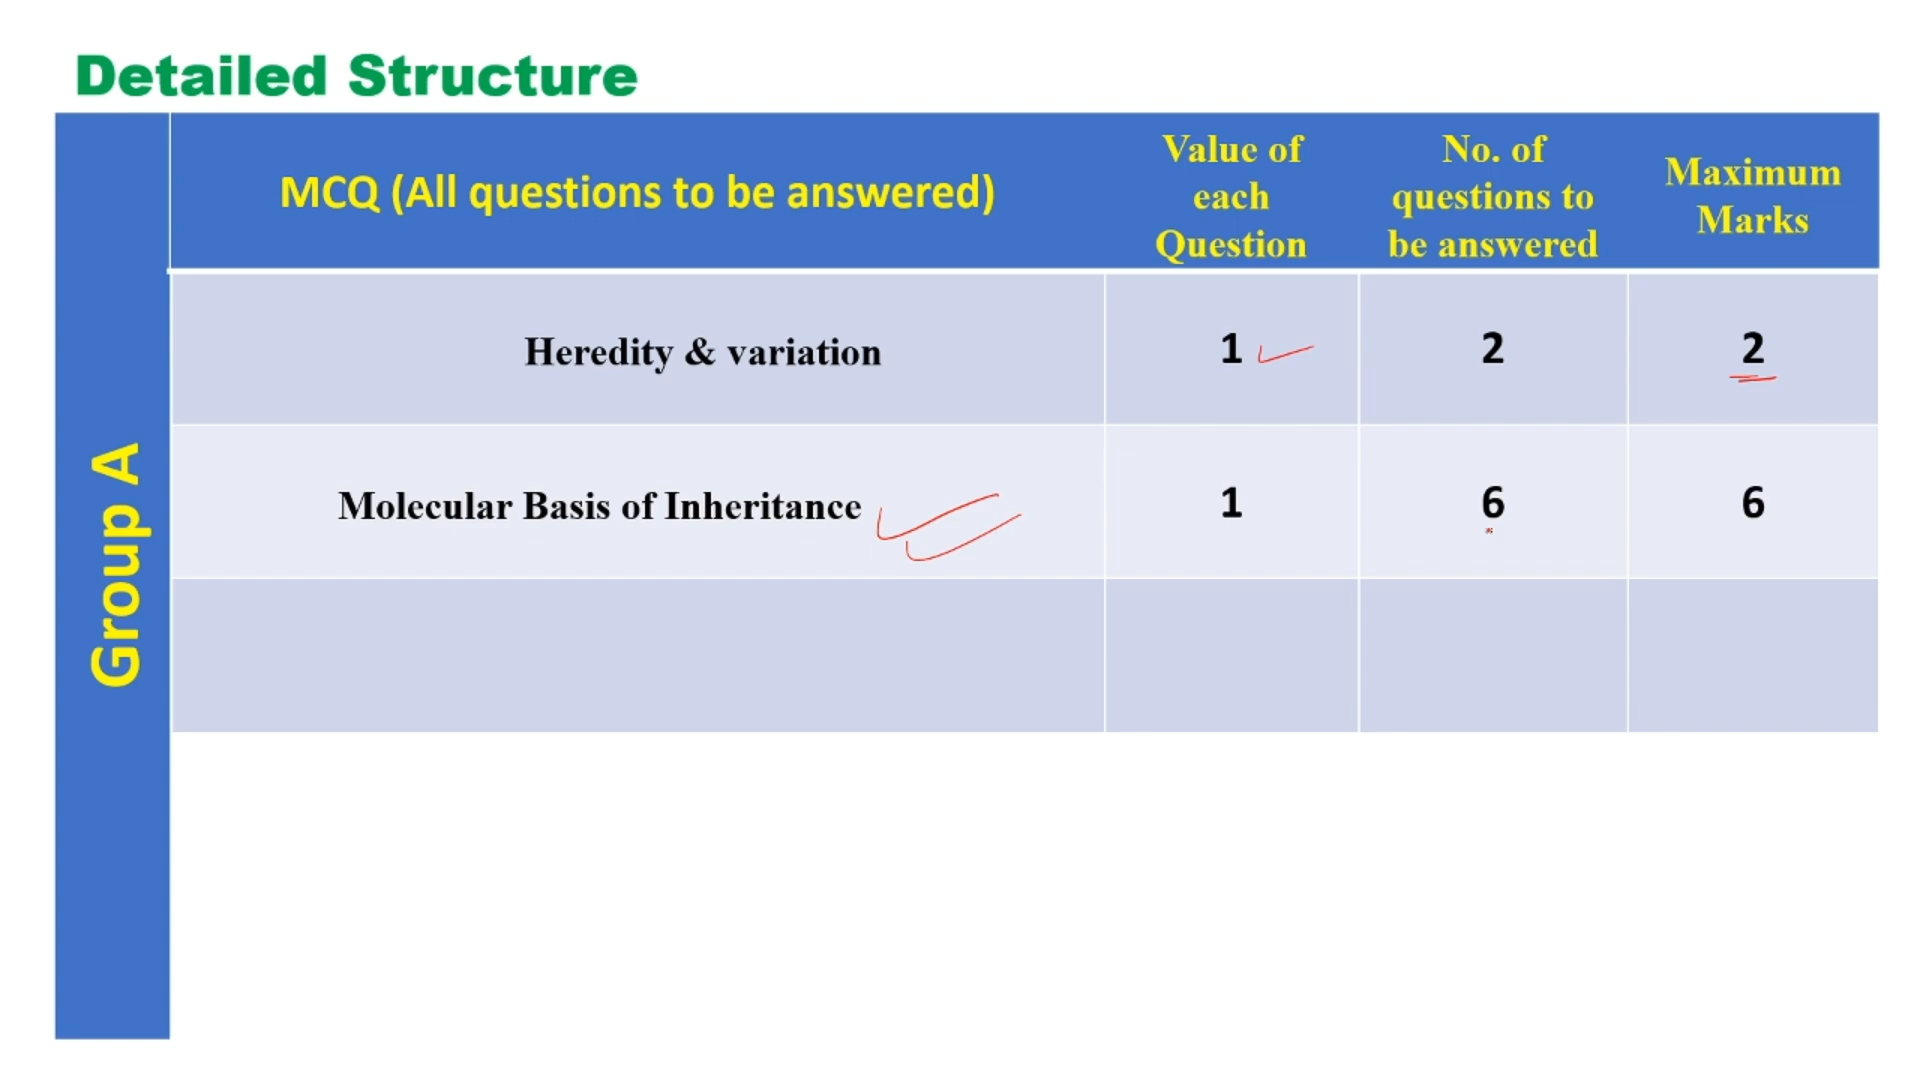 Detailed Structure
Group A
MCQ (All questions to be answered)
Value of
each
Question
No. of
questions to
be answered
Maximum
Marks
Heredity & variation 1 2 2
Molecular Basis of Inheritance 1 6 6